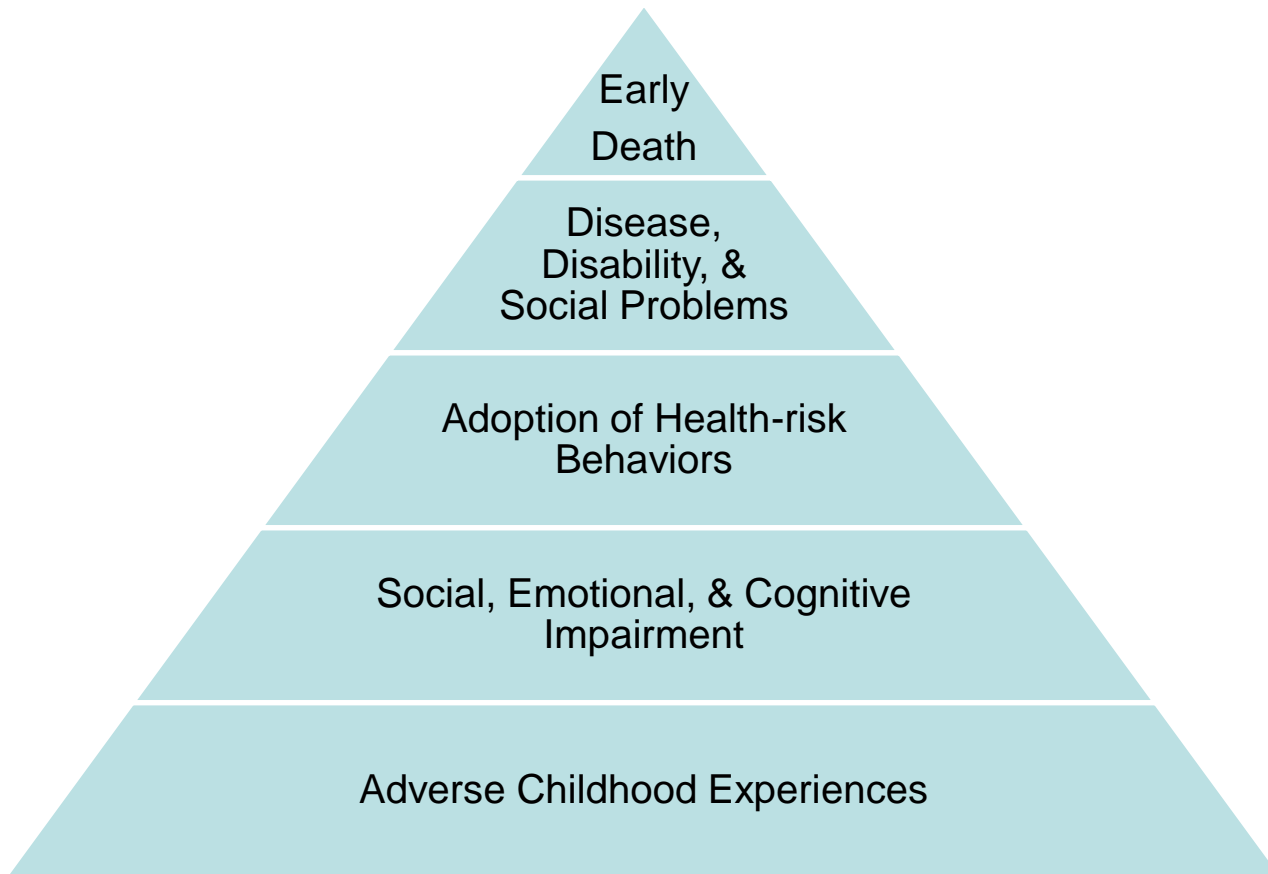 Early
Death
Disease,
Disability, &
Social Problems
Adoption of Health-risk
Behaviors
Social, Emotional, & Cognitive
Impairment
Adverse Childhood Experiences